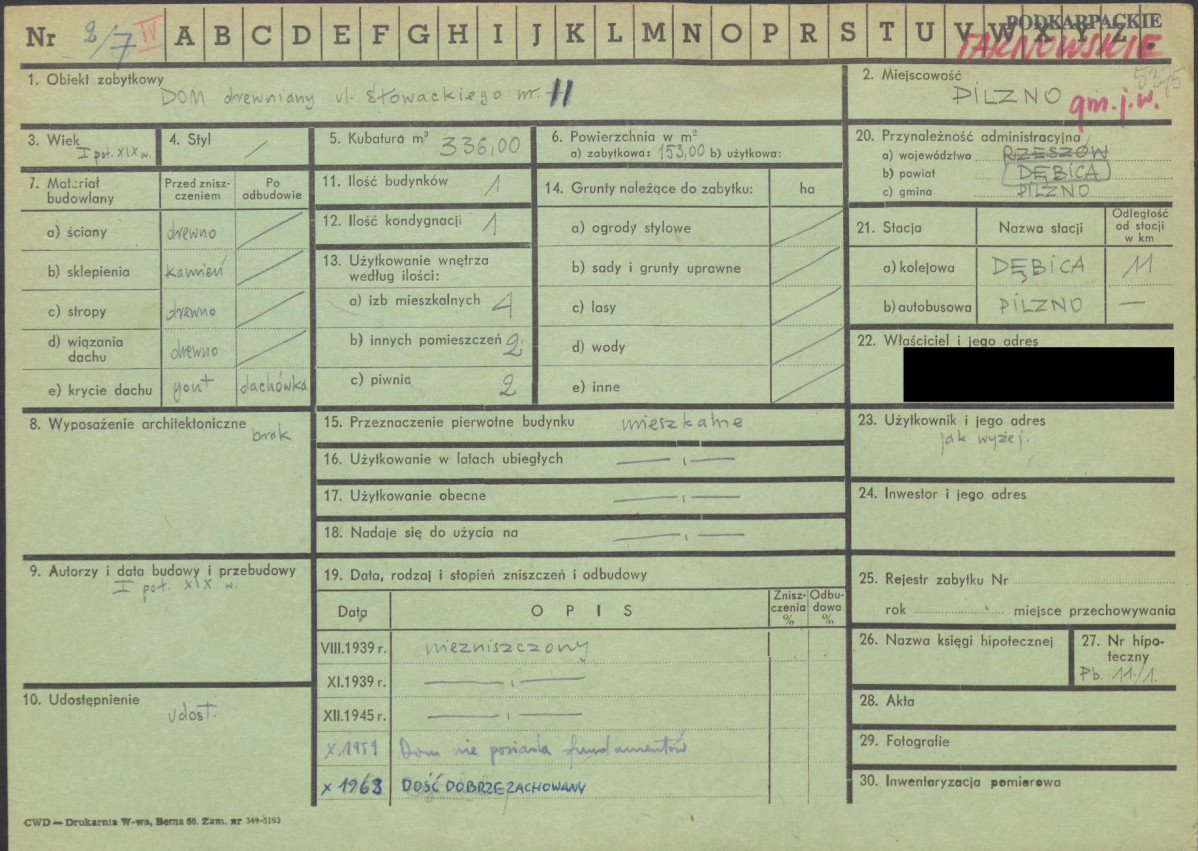 Nr 2/7 IV A B C D E F G H I J K L M N O P R S T U V W X Y Z .
PODKARPACKIE
TARNOWSKIE
1. Obiekt zabytkowy
DOM drewniany ul. Słowackiego nr. 11
2. Miejscowość
PILZNO gm. j. w.
3. Wiek
I poł. XIX w.
4. Styl /
5. Kubatura m³ 336,00
6. Powierzchnia w m²
a) zabytkowa: 153,00 b) użytkowa:
20. Przynależność administracyjna
a) województwo RZESZÓW
b) powiat DĘBICA
c) gmina PILZNO
7. Materiał budowlany
Przed zniszczeniem
Po odbudowie
a) ściany drewno
b) sklepienia kamień
c) stropy drewno
d) wiązania dachu drewno
e) krycie dachu gont dachówka
11. Ilość budynków 1
12. Ilość kondygnacji 1
13. Użytkowanie wnętrza
według ilości:
a) izb mieszkalnych 4
b) innych pomieszczeń 2
c) piwnic 2
14. Grunty należące do zabytku: ha
a) ogrody stylowe
b) sady i grunty uprawne
c) lasy
d) wody
e) inne
21. Stacja
Nazwa stacji
Odległość
od stacji
w km
a) kolejowa DĘBICA 11
b) autobusowa PILZNO —
22. Właściciel i jego adres
8. Wyposażenie architektoniczne
brak
15. Przeznaczenie pierwotne budynku mieszkalne
16. Użytkowanie w latach ubiegłych — , —
17. Użytkowanie obecne — , —
18. Nadaje się do użycia na — , —
23. Użytkownik i jego adres
jak wyżej.
24. Inwestor i jego adres
9. Autorzy i data budowy i przebudowy
I poł. XIX w.
19. Data, rodzaj i stopień zniszczeń i odbudowy
Data
O P I S
Zniszczenia %
Odbudowa %
VIII.1939 r. niezniszczony
XI.1939 r. — , —
XII.1945 r. — , —
X.1959 Dom nie posiada fundamentów
X 1963 DOŚĆ DOBRZE ZACHOWANY
10. Udostępnienie
udost.
25. Rejestr zabytku Nr
rok miejsce przechowywania
26. Nazwa księgi hipotecznej
27. Nr hipoteczny
Pb. 11/1.
28. Akta
29. Fotografie
30. Inwentaryzacja pomiarowa
CWD — Drukarnia W-wa, Bema 60. Zam. nr 349-3162